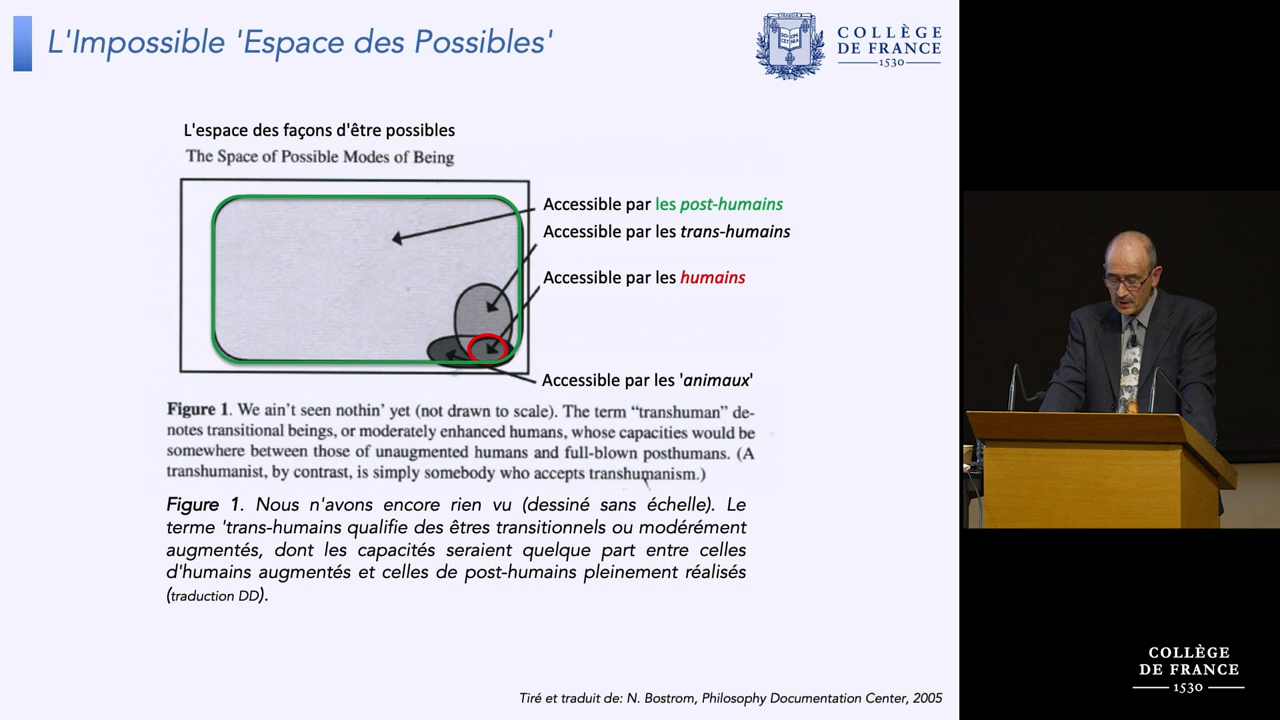 L'Impossible 'Espace des Possibles'
COLLÈGE
DE FRANCE
1530
L'espace des façons d'être possibles
The Space of Possible Modes of Being
Accessible par les post-humains
Accessible par les trans-humains
Accessible par les humains
Accessible par les 'animaux'
Figure 1. We ain't seen nothin' yet (not drawn to scale). The term “transhuman” de-
notes transitional beings, or moderately enhanced humans, whose capacities would be
somewhere between those of unaugmented humans and full-blown posthumans. (A
transhumanist, by contrast, is simply somebody who accepts transhumanism.)
Figure 1. Nous n'avons encore rien vu (dessiné sans échelle). Le
terme 'trans-humains qualifie des êtres transitionnels ou modérément
augmentés, dont les capacités seraient quelque part entre celles
d'humains augmentés et celles de post-humains pleinement réalisés
(traduction DD).
Tiré et traduit de: N. Bostrom, Philosophy Documentation Center, 2005
COLLÈGE
DE FRANCE
1530